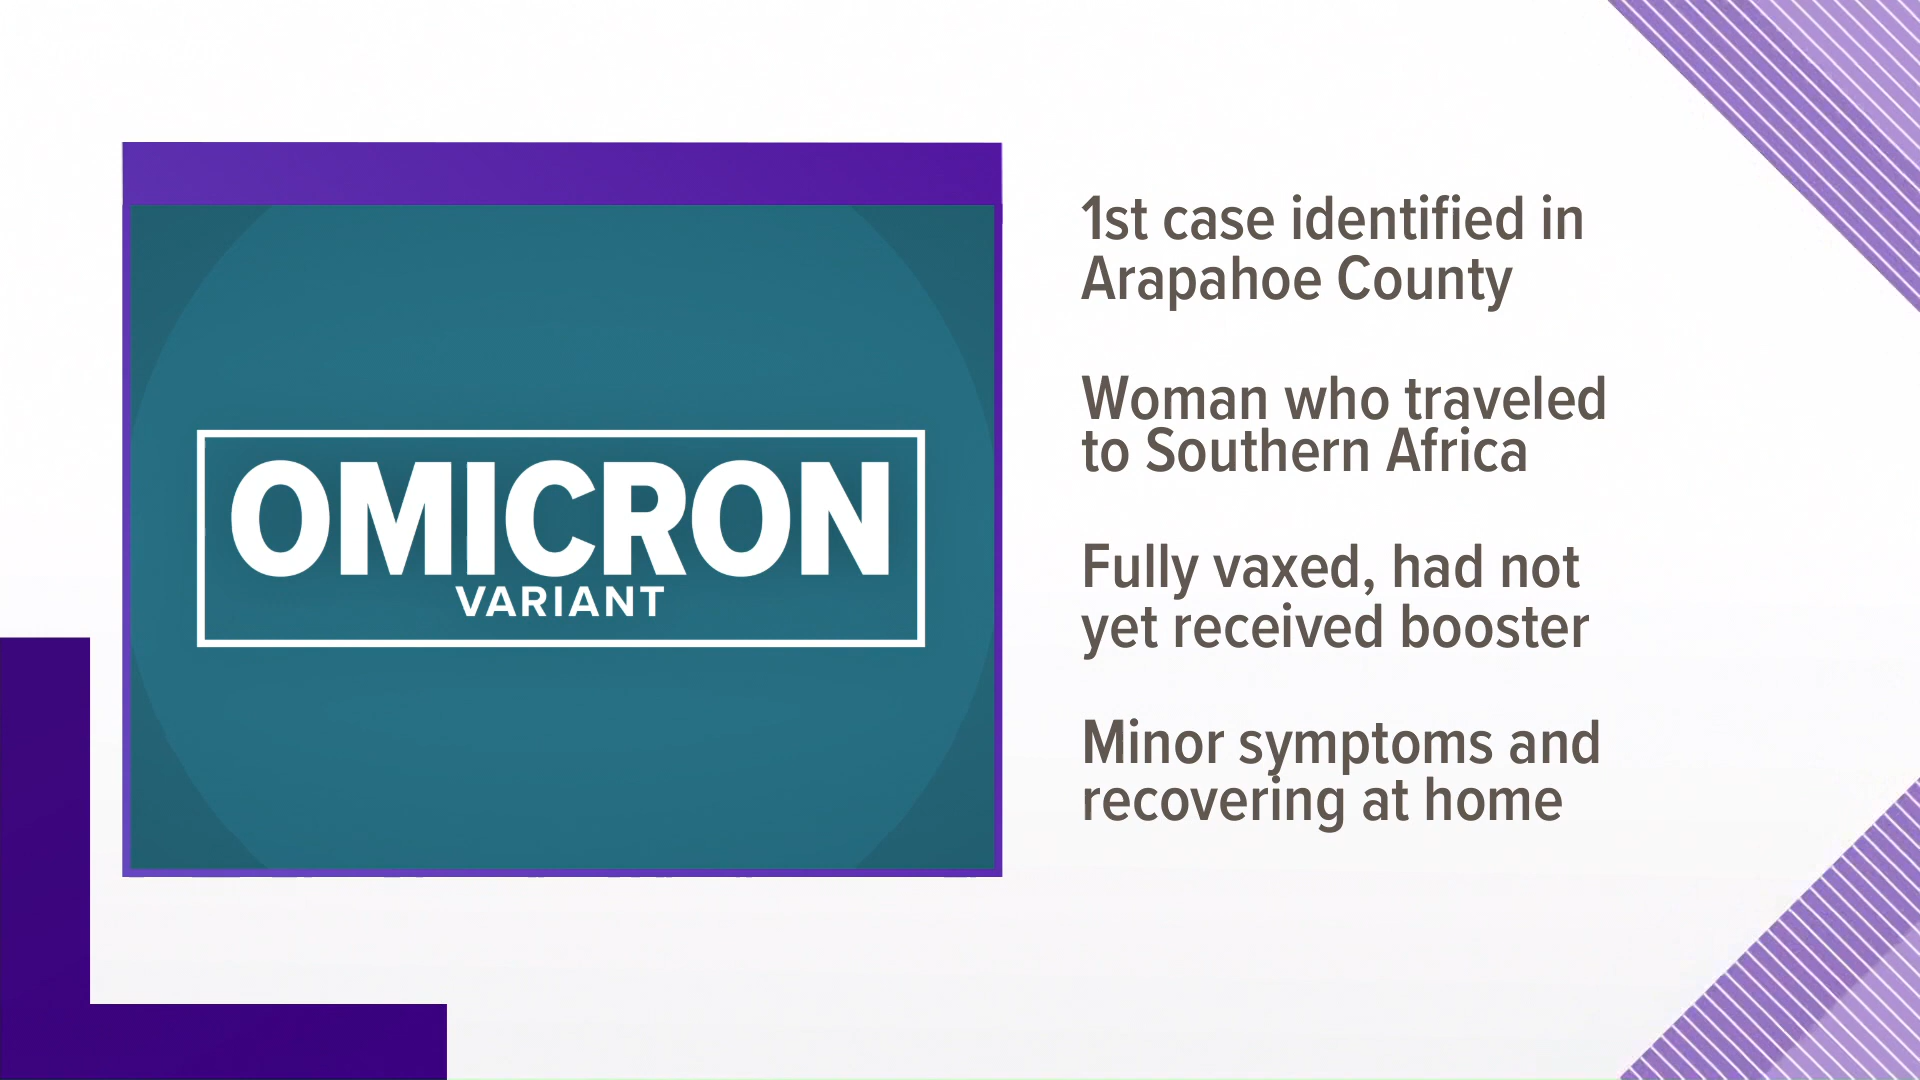 OMICRON
VARIANT
1st case identified in
Arapahoe County
Woman who traveled
to Southern Africa
Fully vaxed, had not
yet received booster
Minor symptoms and
recovering at home